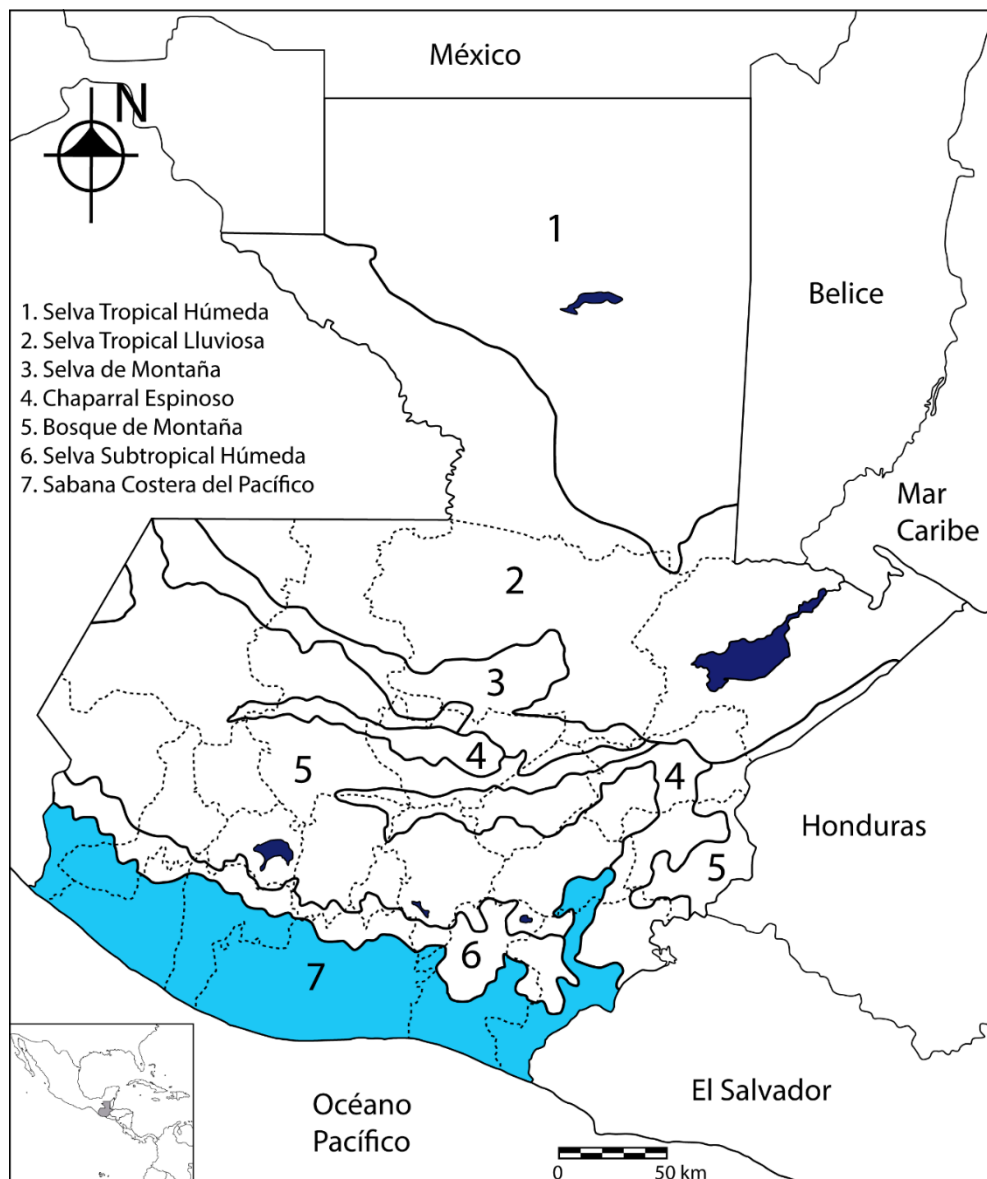 México
N
1
Belice
1. Selva Tropical Húmeda
2. Selva Tropical Lluviosa
3. Selva de Montaña
4. Chaparral Espinoso
5. Bosque de Montaña
6. Selva Subtropical Húmeda
7. Sabana Costera del Pacífico
Mar
Caribe
2
3
4
5
4
Honduras
5
6
7
El Salvador
Océano
Pacífico
0 50 km